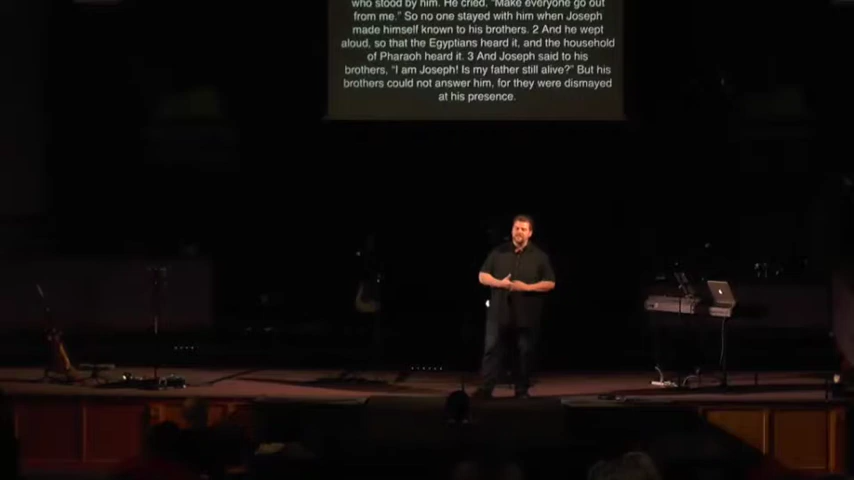 who stood by him. He cried, "Make everyone go out
from me." So no one stayed with him when Joseph
made himself known to his brothers. 2 And he wept
aloud, so that the Egyptians heard it, and the household
of Pharaoh heard it. 3 And Joseph said to his
brothers, "I am Joseph! Is my father still alive?" But his
brothers could not answer him, for they were dismayed
at his presence.